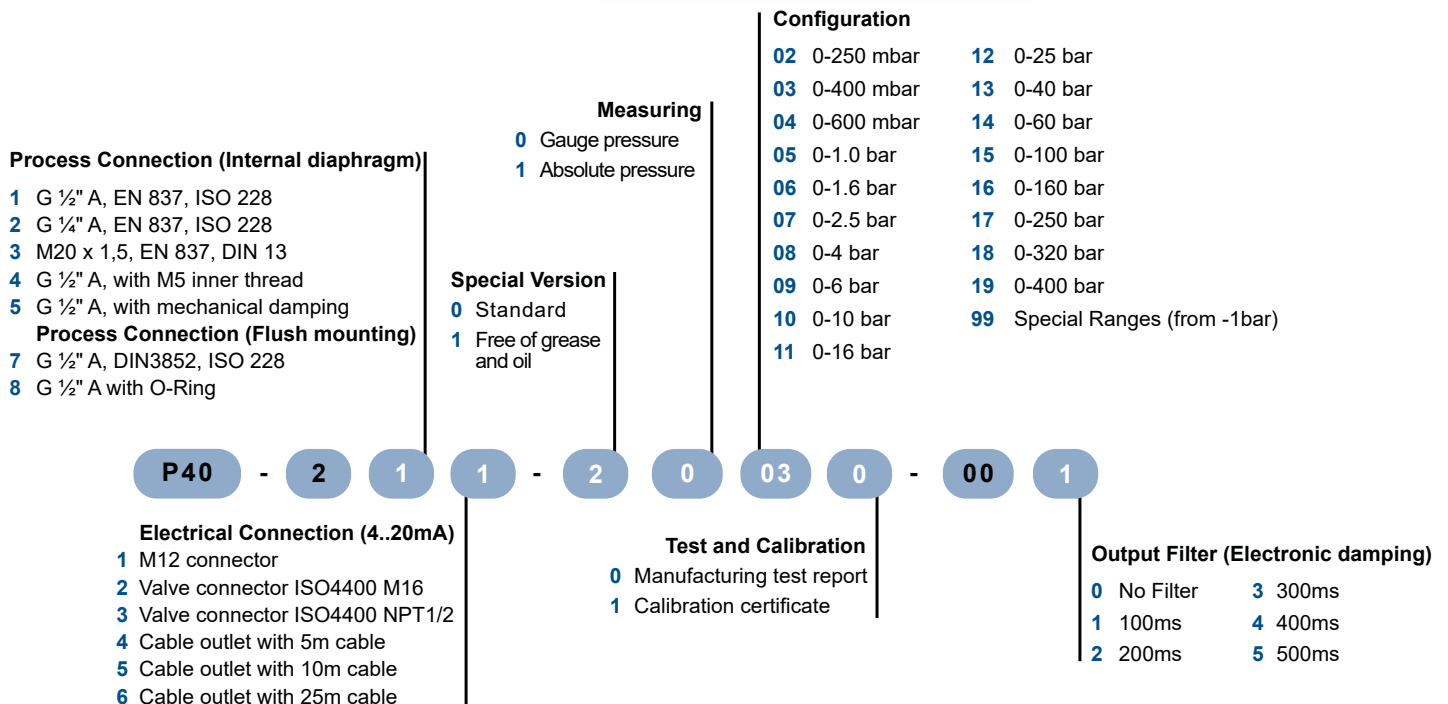 Configuration
02 0-250 mbar
03 0-400 mbar
04 0-600 mbar
05 0-1.0 bar
06 0-1.6 bar
07 0-2.5 bar
08 0-4 bar
09 0-6 bar
10 0-10 bar
11 0-16 bar
12 0-25 bar
13 0-40 bar
14 0-60 bar
15 0-100 bar
16 0-160 bar
17 0-250 bar
18 0-320 bar
19 0-400 bar
99 Special Ranges (from -1bar)
Measuring
0 Gauge pressure
1 Absolute pressure
Process Connection (Internal diaphragm)
1 G ½" A, EN 837, ISO 228
2 G ¼" A, EN 837, ISO 228
3 M20 x 1,5, EN 837, DIN 13
4 G ½" A, with M5 inner thread
5 G ½" A, with mechanical damping
Process Connection (Flush mounting)
7 G ½" A, DIN3852, ISO 228
8 G ½" A with O-Ring
Special Version
0 Standard
1 Free of grease
and oil
P40 - 2 1 1 - 2 0 03 0 - 00 1
Electrical Connection (4..20mA)
1 M12 connector
2 Valve connector ISO4400 M16
3 Valve connector ISO4400 NPT1/2
4 Cable outlet with 5m cable
5 Cable outlet with 10m cable
6 Cable outlet with 25m cable
Test and Calibration
0 Manufacturing test report
1 Calibration certificate
Output Filter (Electronic damping)
0 No Filter
1 100ms
2 200ms
3 300ms
4 400ms
5 500ms